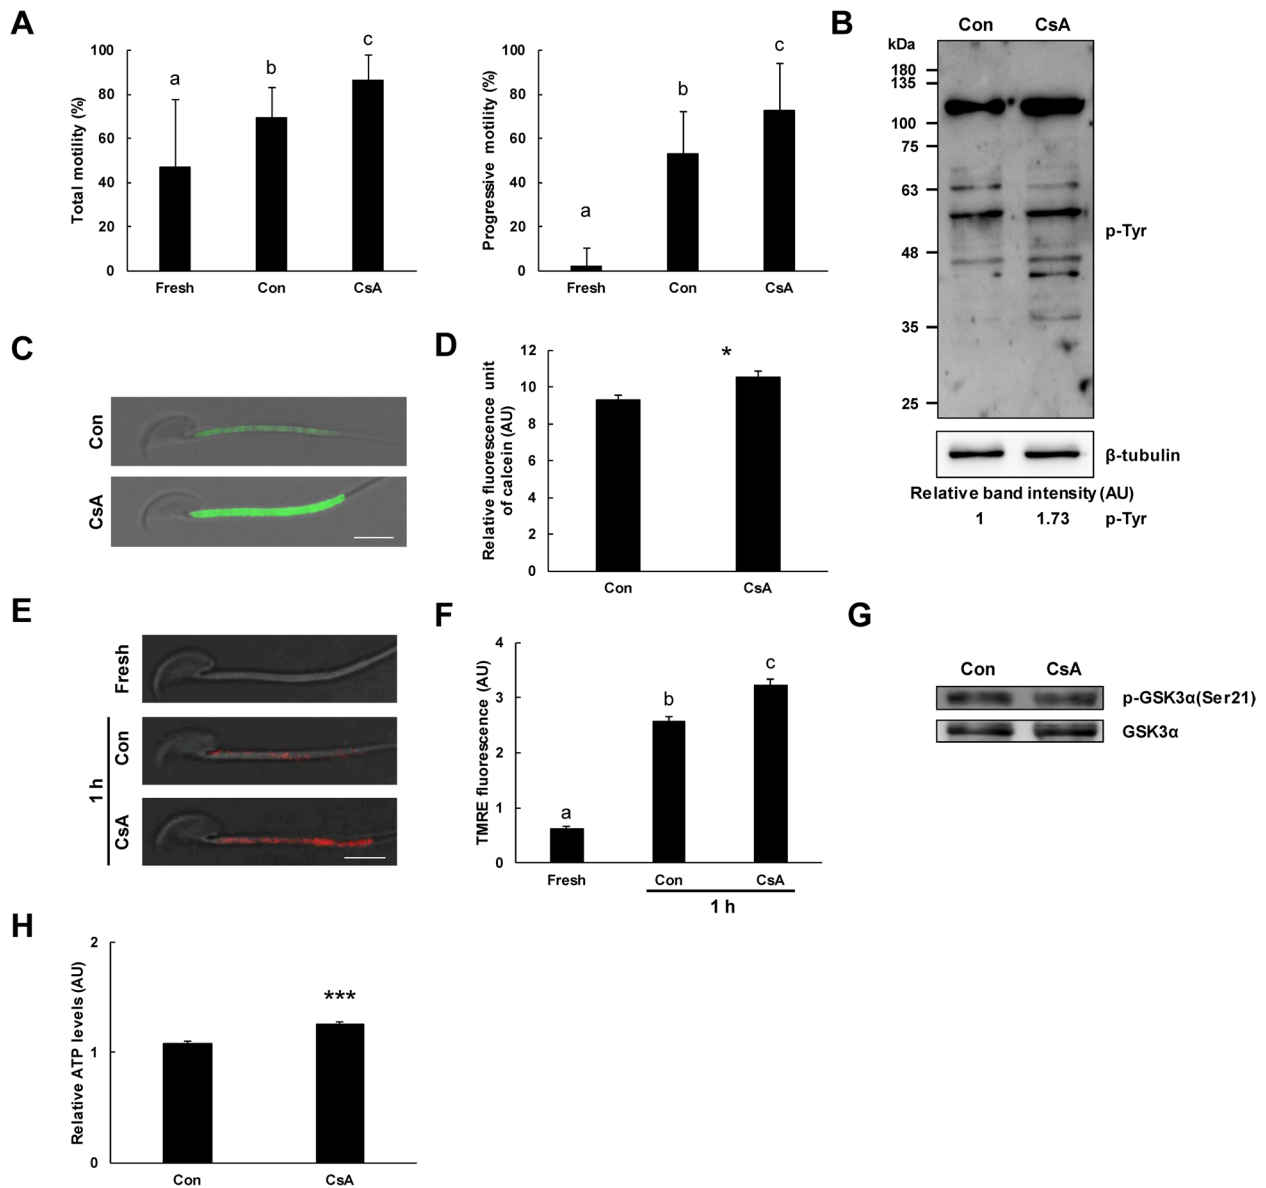 A
Total motility (%)
100
80
60
40
20
0
a
b
c
Fresh Con CsA
Progressive motility (%)
100
80
60
40
20
0
a
b
c
Fresh Con CsA
B
Con CsA
kDa
180
135
100
75
63
48
35
25
p-Tyr
β-tubulin
Relative band intensity (AU)
1 1.73 p-Tyr
C
Con
CsA
D
Relative fluorescence unit
of calcein (AU)
12
10
8
6
4
2
0
*
Con CsA
E
Fresh
Con
CsA
1 h
F
TMRE fluorescence (AU)
4
3
2
1
0
a
b
c
Fresh Con CsA
1 h
G
Con CsA
p-GSK3α(Ser21)
GSK3α
H
Relative ATP levels (AU)
2
1
0
***
Con CsA